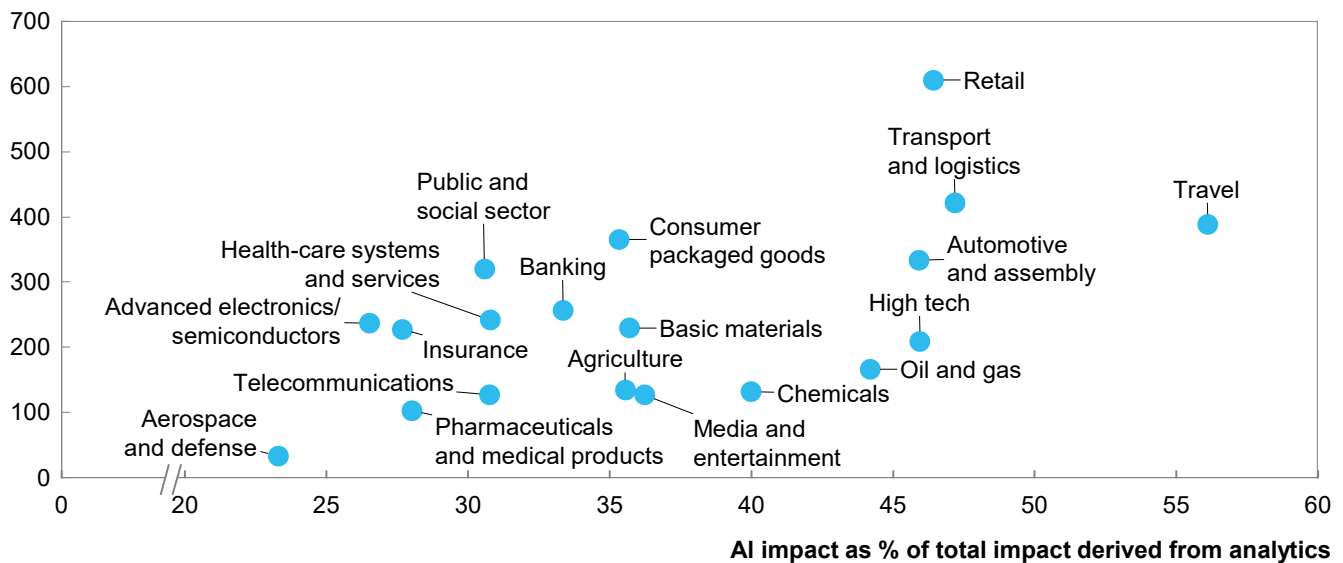 700
600
500
400
300
200
100
0
Retail
Transport
and logistics
Travel
Public and
social sector
Consumer
packaged goods
Health-care systems
and services
Banking
Automotive
and assembly
Advanced electronics/
semiconductors
High tech
Insurance
Basic materials
Agriculture
Oil and gas
Telecommunications
Chemicals
Aerospace
and defense
Pharmaceuticals
and medical products
Media and
entertainment
0 20 25 30 35 40 45 50 55 60
AI impact as % of total impact derived from analytics